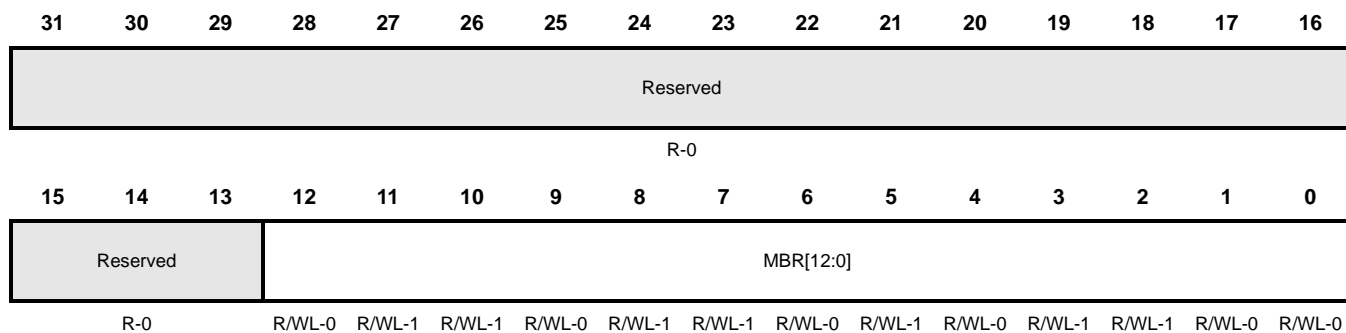 31 30 29 28 27 26 25 24 23 22 21 20 19 18 17 16
Reserved
R-0
15 14 13 12 11 10 9 8 7 6 5 4 3 2 1 0
Reserved MBR[12:0]
R-0 R/WL-0 R/WL-1 R/WL-1 R/WL-0 R/WL-1 R/WL-1 R/WL-0 R/WL-1 R/WL-0 R/WL-1 R/WL-1 R/WL-0 R/WL-0